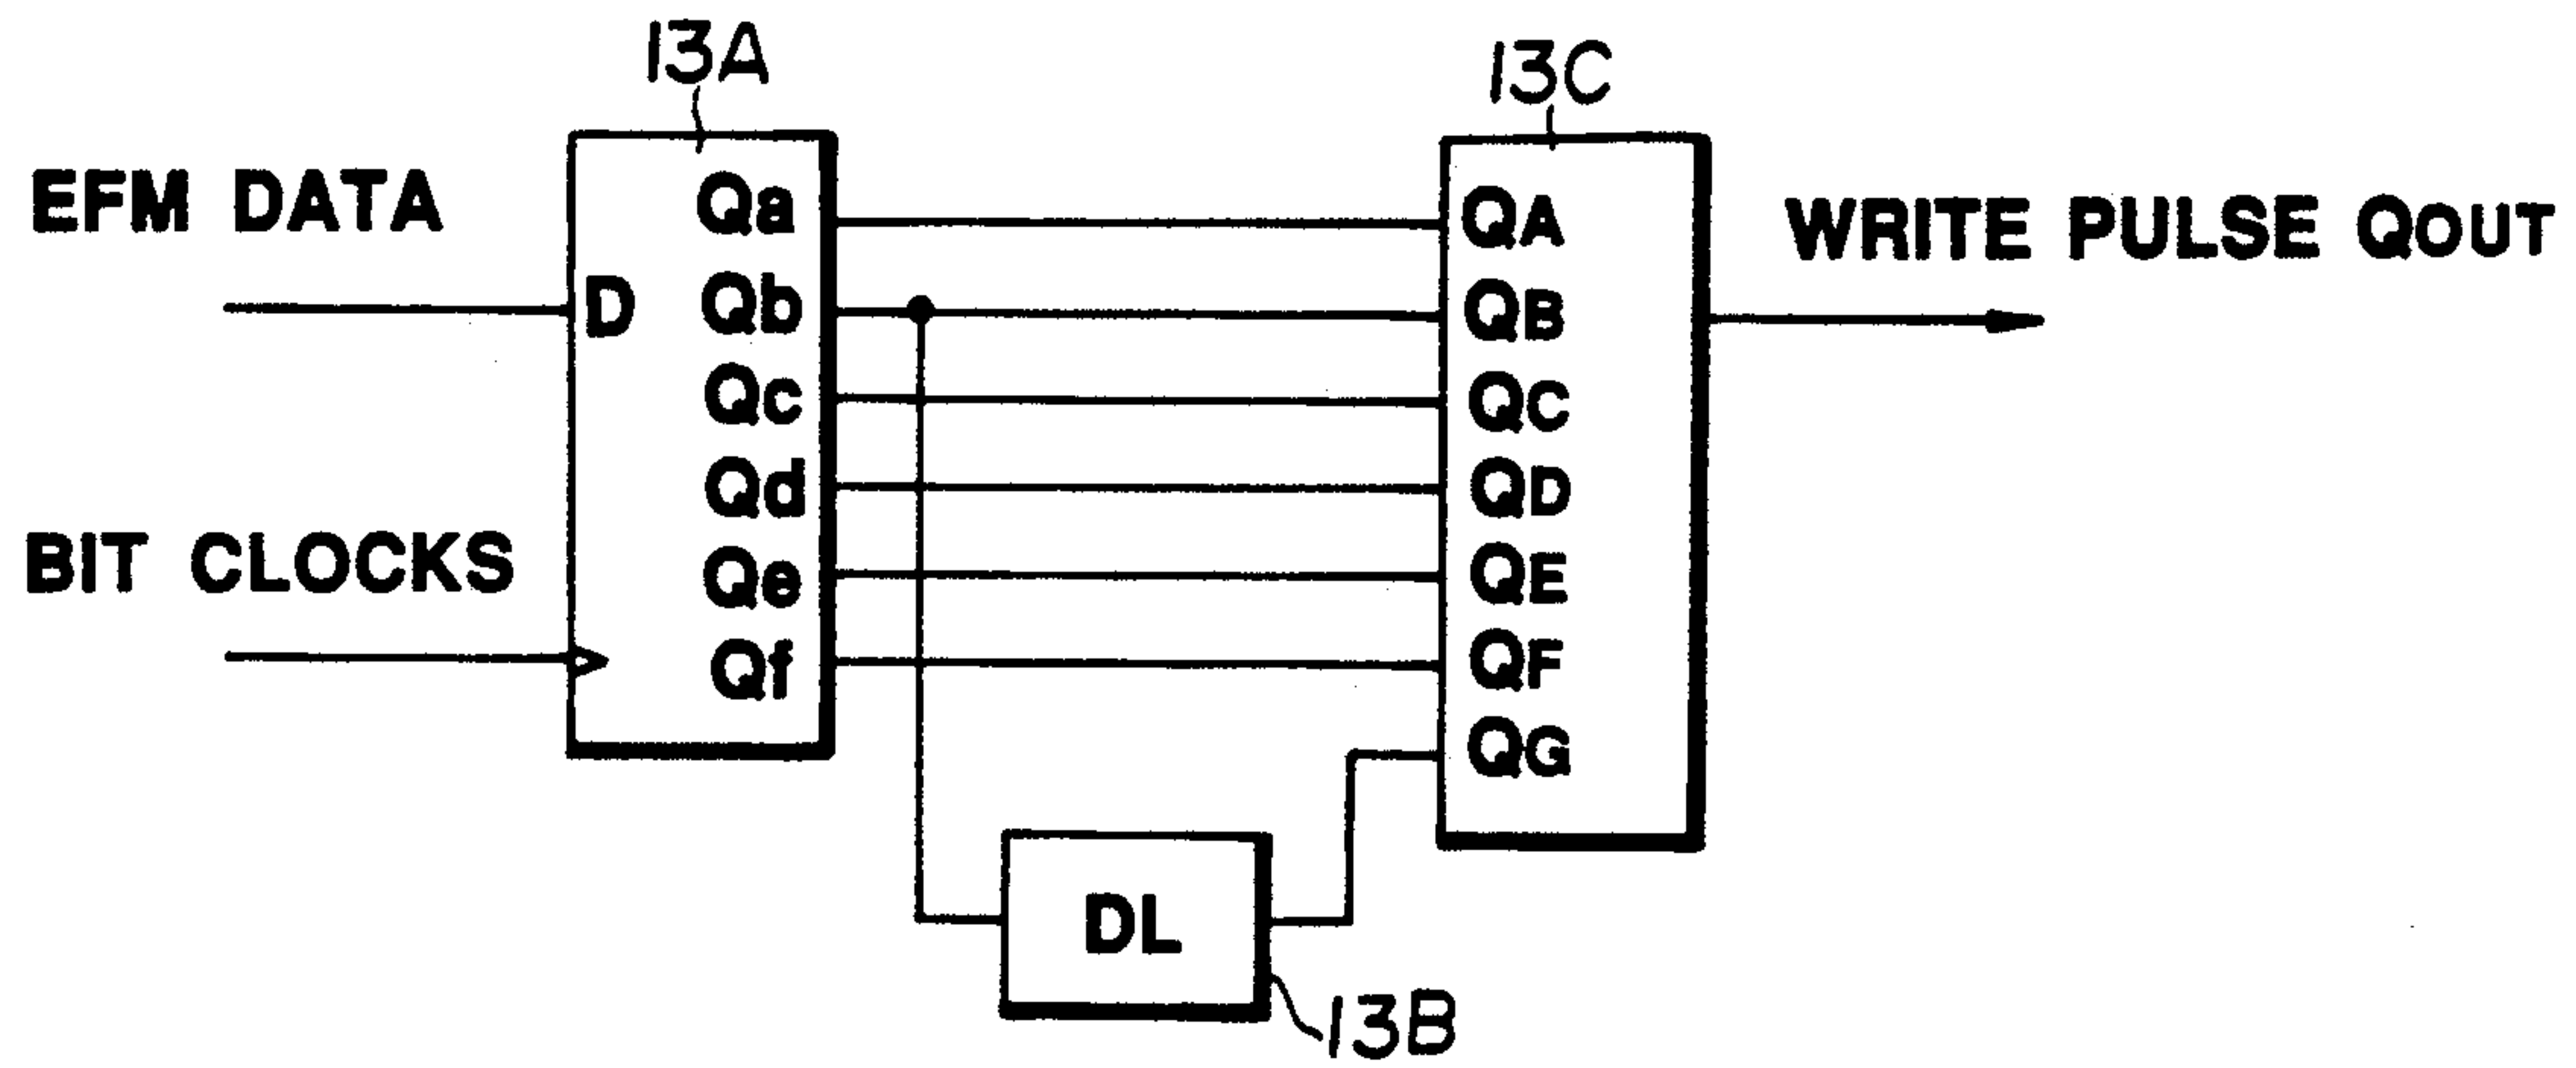 13A
13C
EFM DATA
D
BIT CLOCKS
Qa
Qb
Qc
Qd
Qe
Qf
QA
QB
QC
QD
QE
QF
QG
WRITE PULSE QOUT
DL
13B